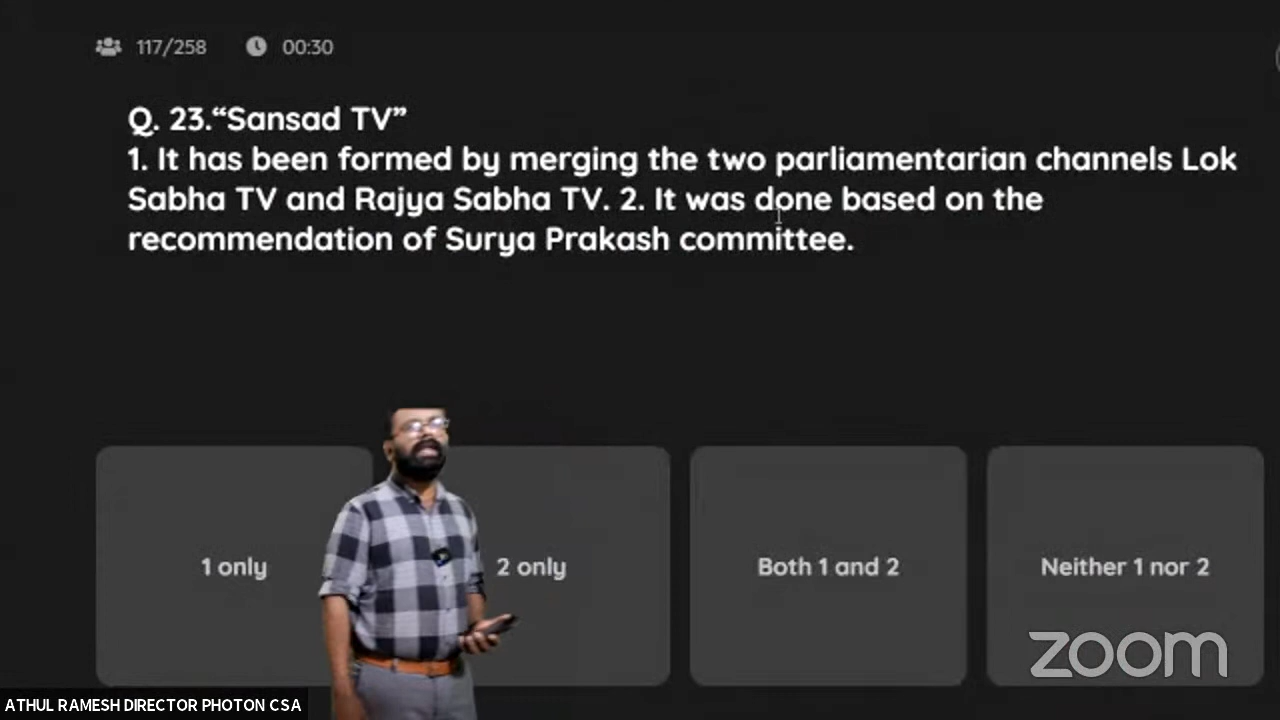 117/258 00:30
Q. 23.“Sansad TV”
1. It has been formed by merging the two parliamentarian channels Lok
Sabha TV and Rajya Sabha TV. 2. It was done based on the
recommendation of Surya Prakash committee.
1 only 2 only Both 1 and 2 Neither 1 nor 2
zoom
ATHUL RAMESH DIRECTOR PHOTON CSA